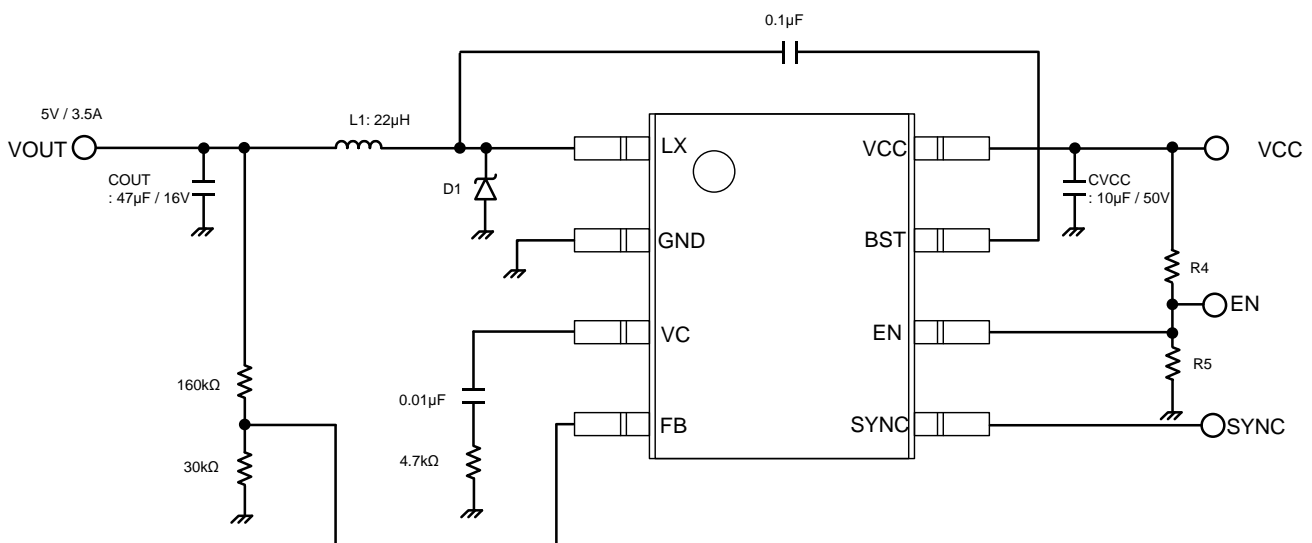 0.1µF
5V / 3.5A
L1: 22µH
VOUT
LX
VCC
VCC
COUT
: 47µF / 16V
D1
CVCC
: 10µF / 50V
GND
BST
R4
EN
VC
EN
R5
160kΩ
0.01µF
FB
SYNC
SYNC
30kΩ
4.7kΩ